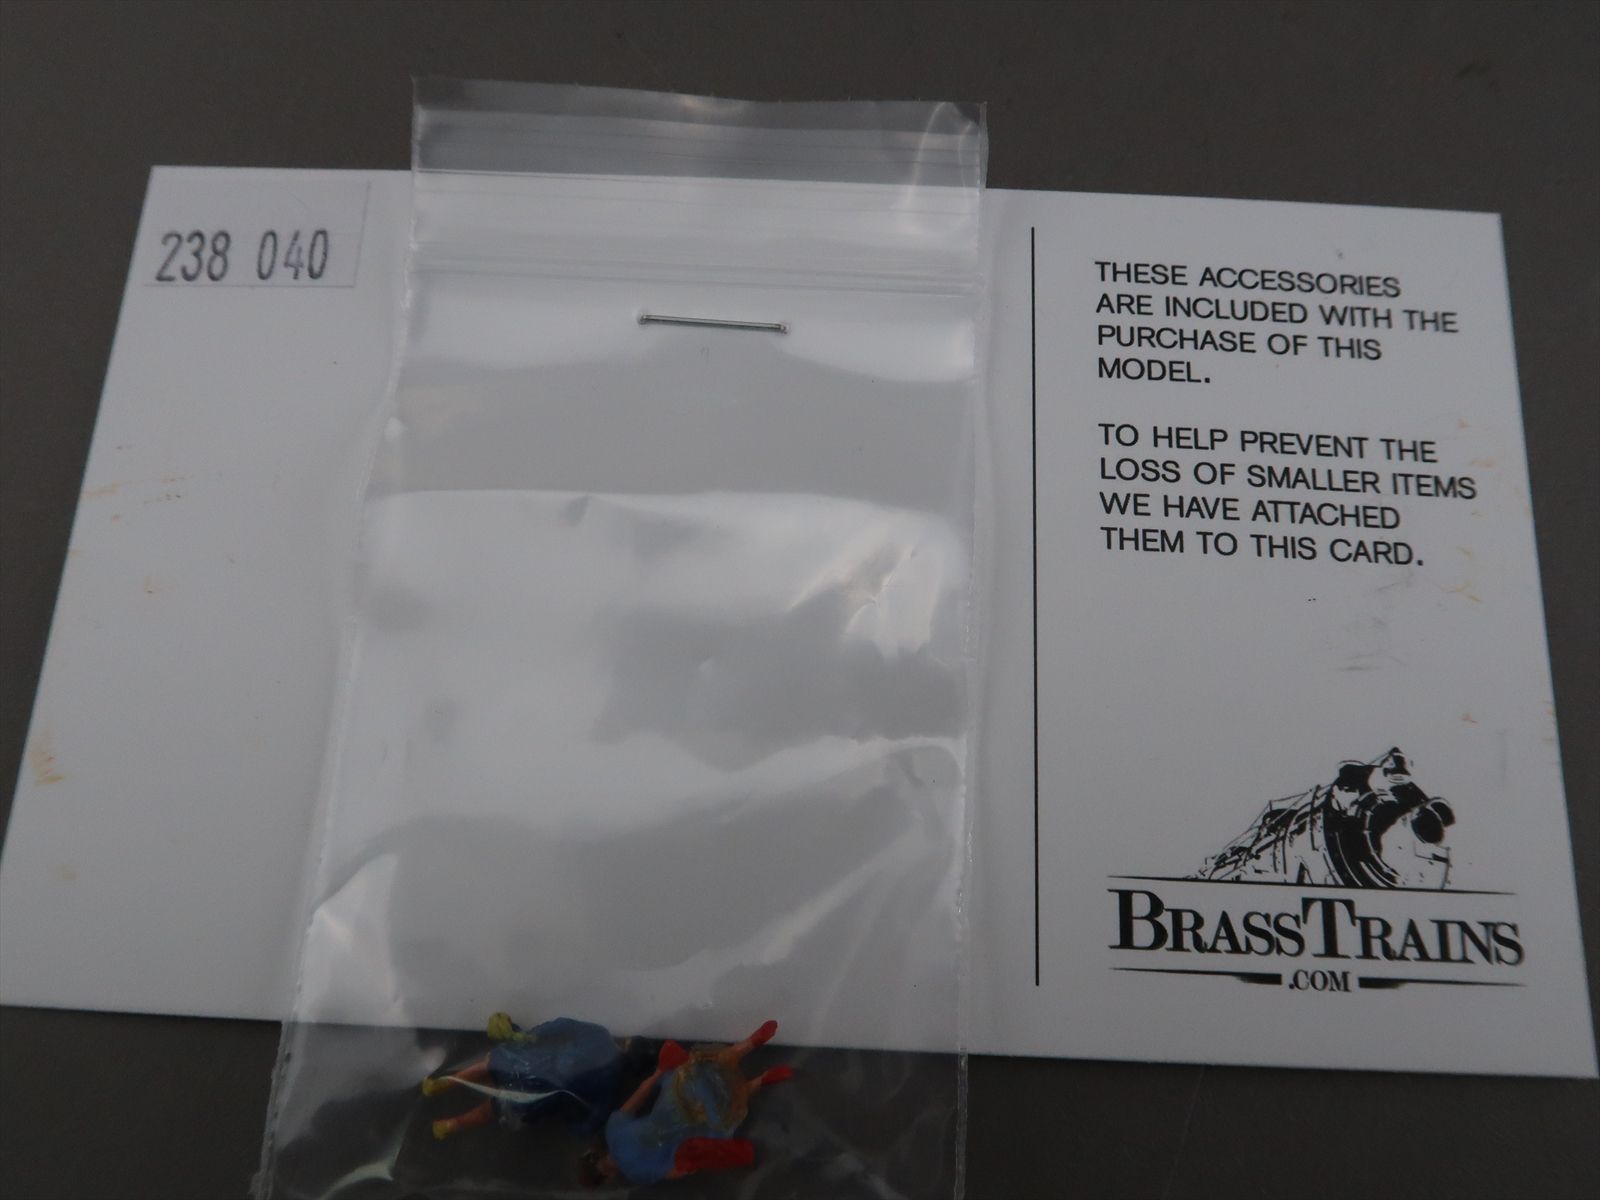 238 040
THESE ACCESSORIES
ARE INCLUDED WITH THE
PURCHASE OF THIS
MODEL.
TO HELP PREVENT THE
LOSS OF SMALLER ITEMS
WE HAVE ATTACHED
THEM TO THIS CARD.
BRASSTRAINS
.COM